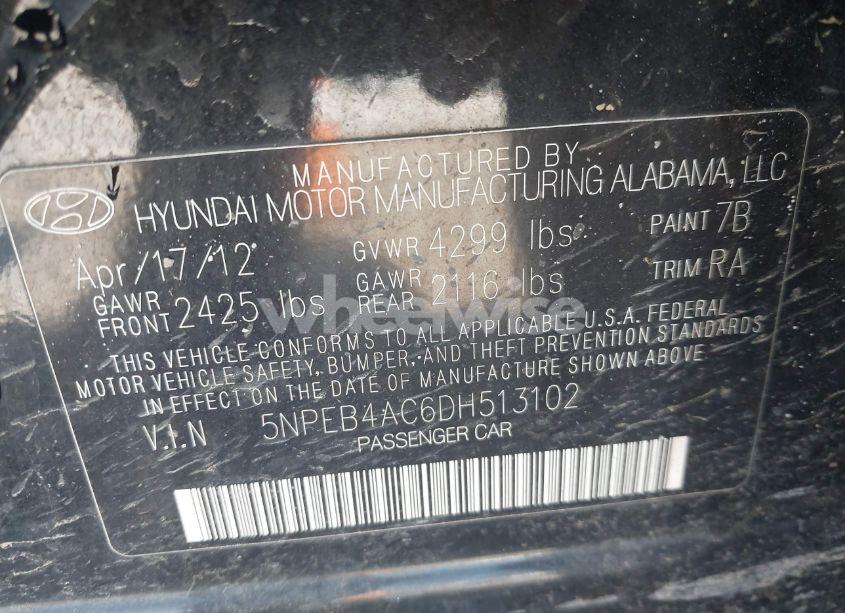 MANUFACTURED BY
HYUNDAI MOTOR MANUFACTURING ALABAMA, LLC
Apr/17/12 GVWR 4299 lbs PAINT 7B
GAWR FRONT 2425 lbs GAWR REAR 2116 lbs TRIM RA
THIS VEHICLE CONFORMS TO ALL APPLICABLE U.S.A. FEDERAL
MOTOR VEHICLE SAFETY, BUMPER, AND THEFT PREVENTION STANDARDS
IN EFFECT ON THE DATE OF MANUFACTURE SHOWN ABOVE
V.I.N 5NPEB4AC6DH513102
PASSENGER CAR
wheelwise